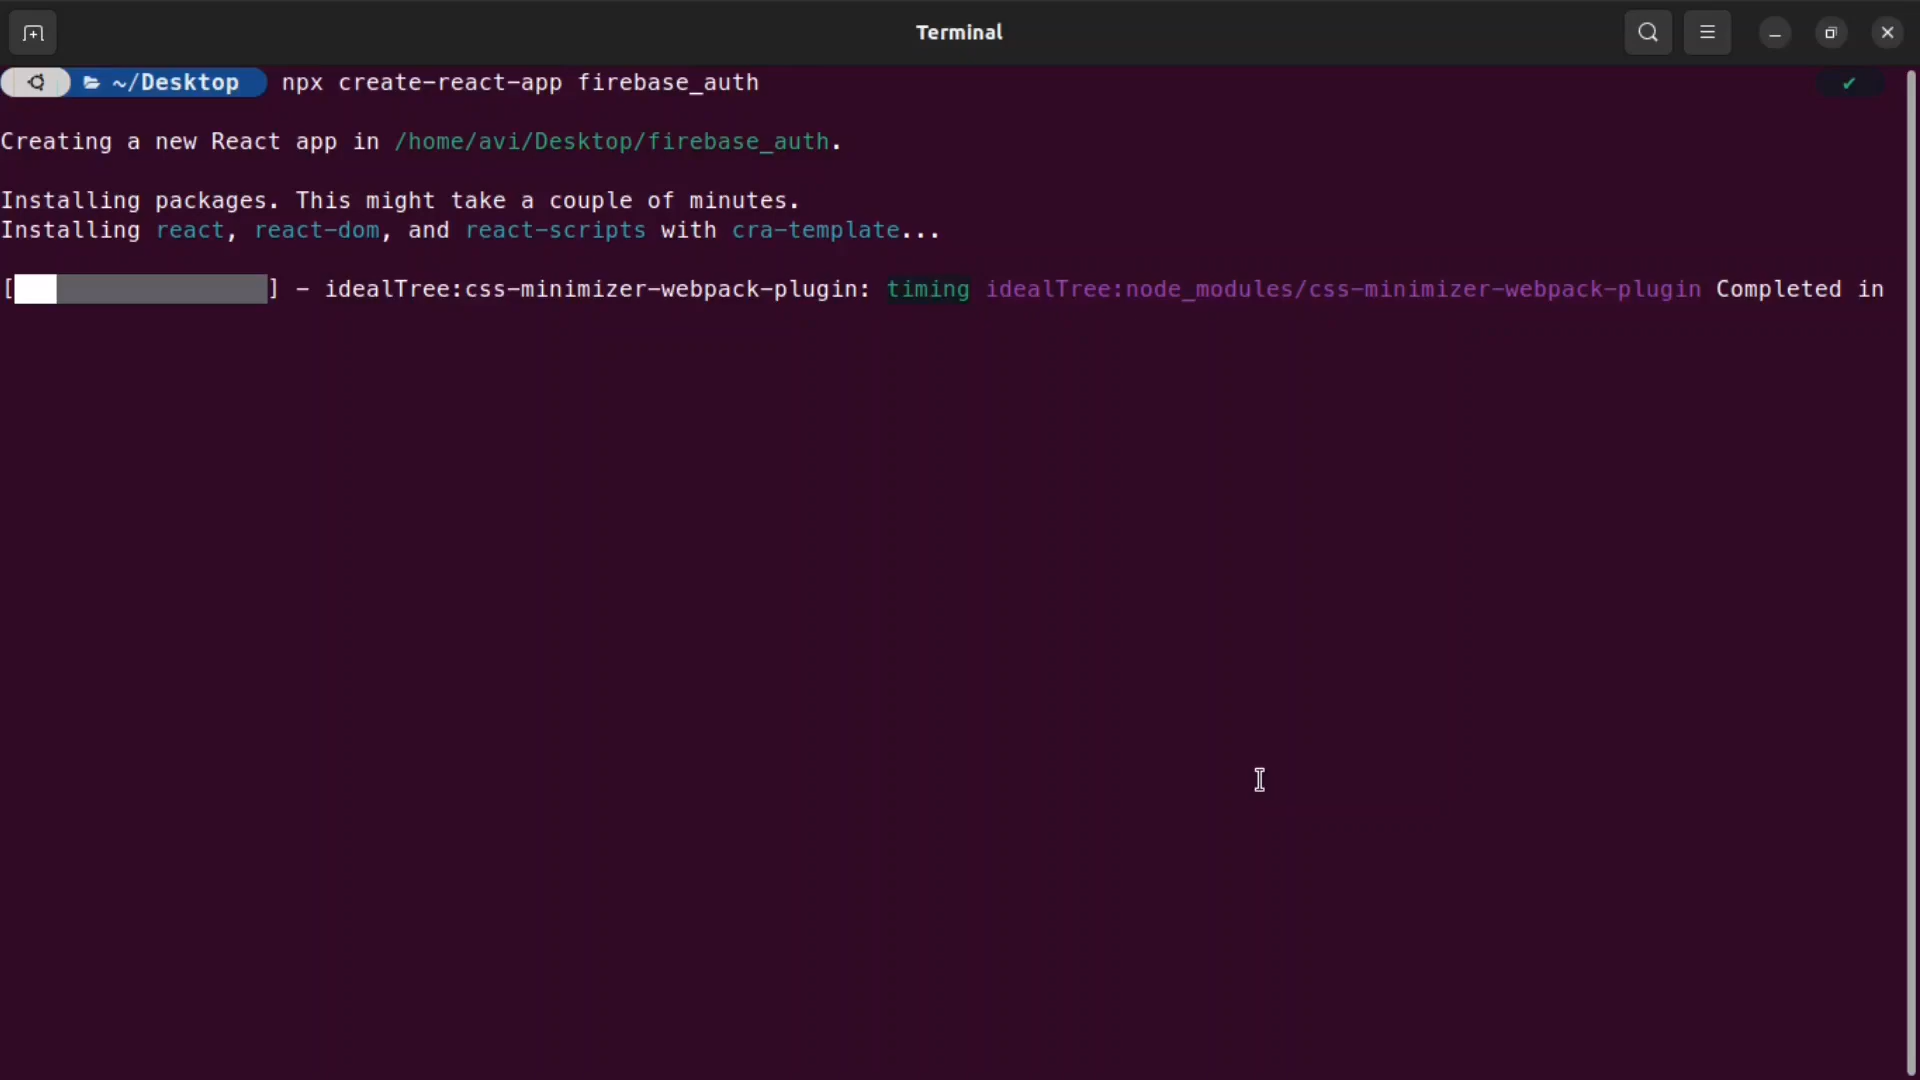 Terminal
~/Desktop npx create-react-app firebase_auth ✔
Creating a new React app in /home/avi/Desktop/firebase_auth.
Installing packages. This might take a couple of minutes.
Installing react, react-dom, and react-scripts with cra-template...
[ ] - idealTree:css-minimizer-webpack-plugin: timing idealTree:node_modules/css-minimizer-webpack-plugin Completed in